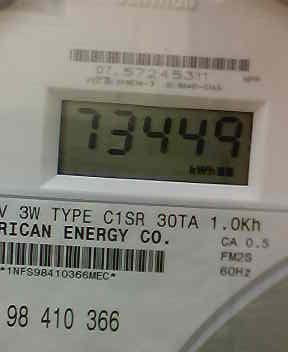 07.57245311
73449
kWh
V 3W TYPE C1SR 30TA 1.0Kh
RICAN ENERGY CO. CA 0.5
FM2S
*1NFS98410366MEC* 60Hz
98 410 366